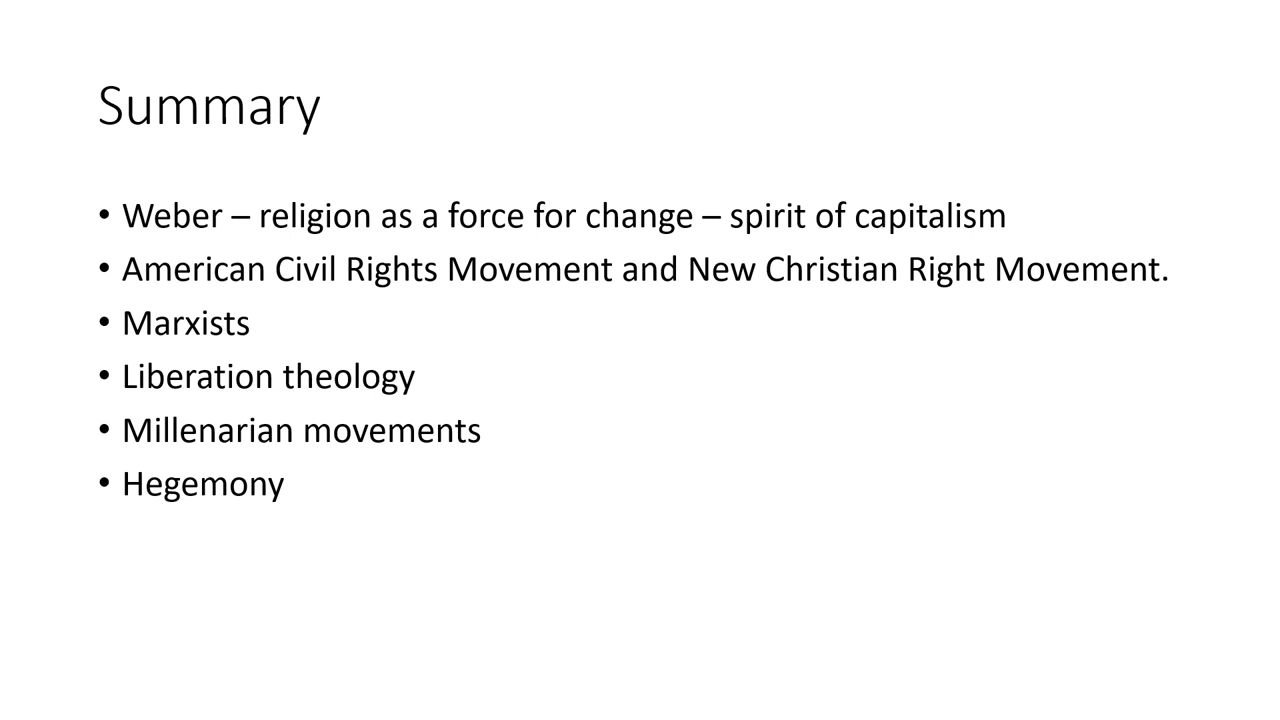 Summary
• Weber – religion as a force for change – spirit of capitalism
• American Civil Rights Movement and New Christian Right Movement.
• Marxists
• Liberation theology
• Millenarian movements
• Hegemony